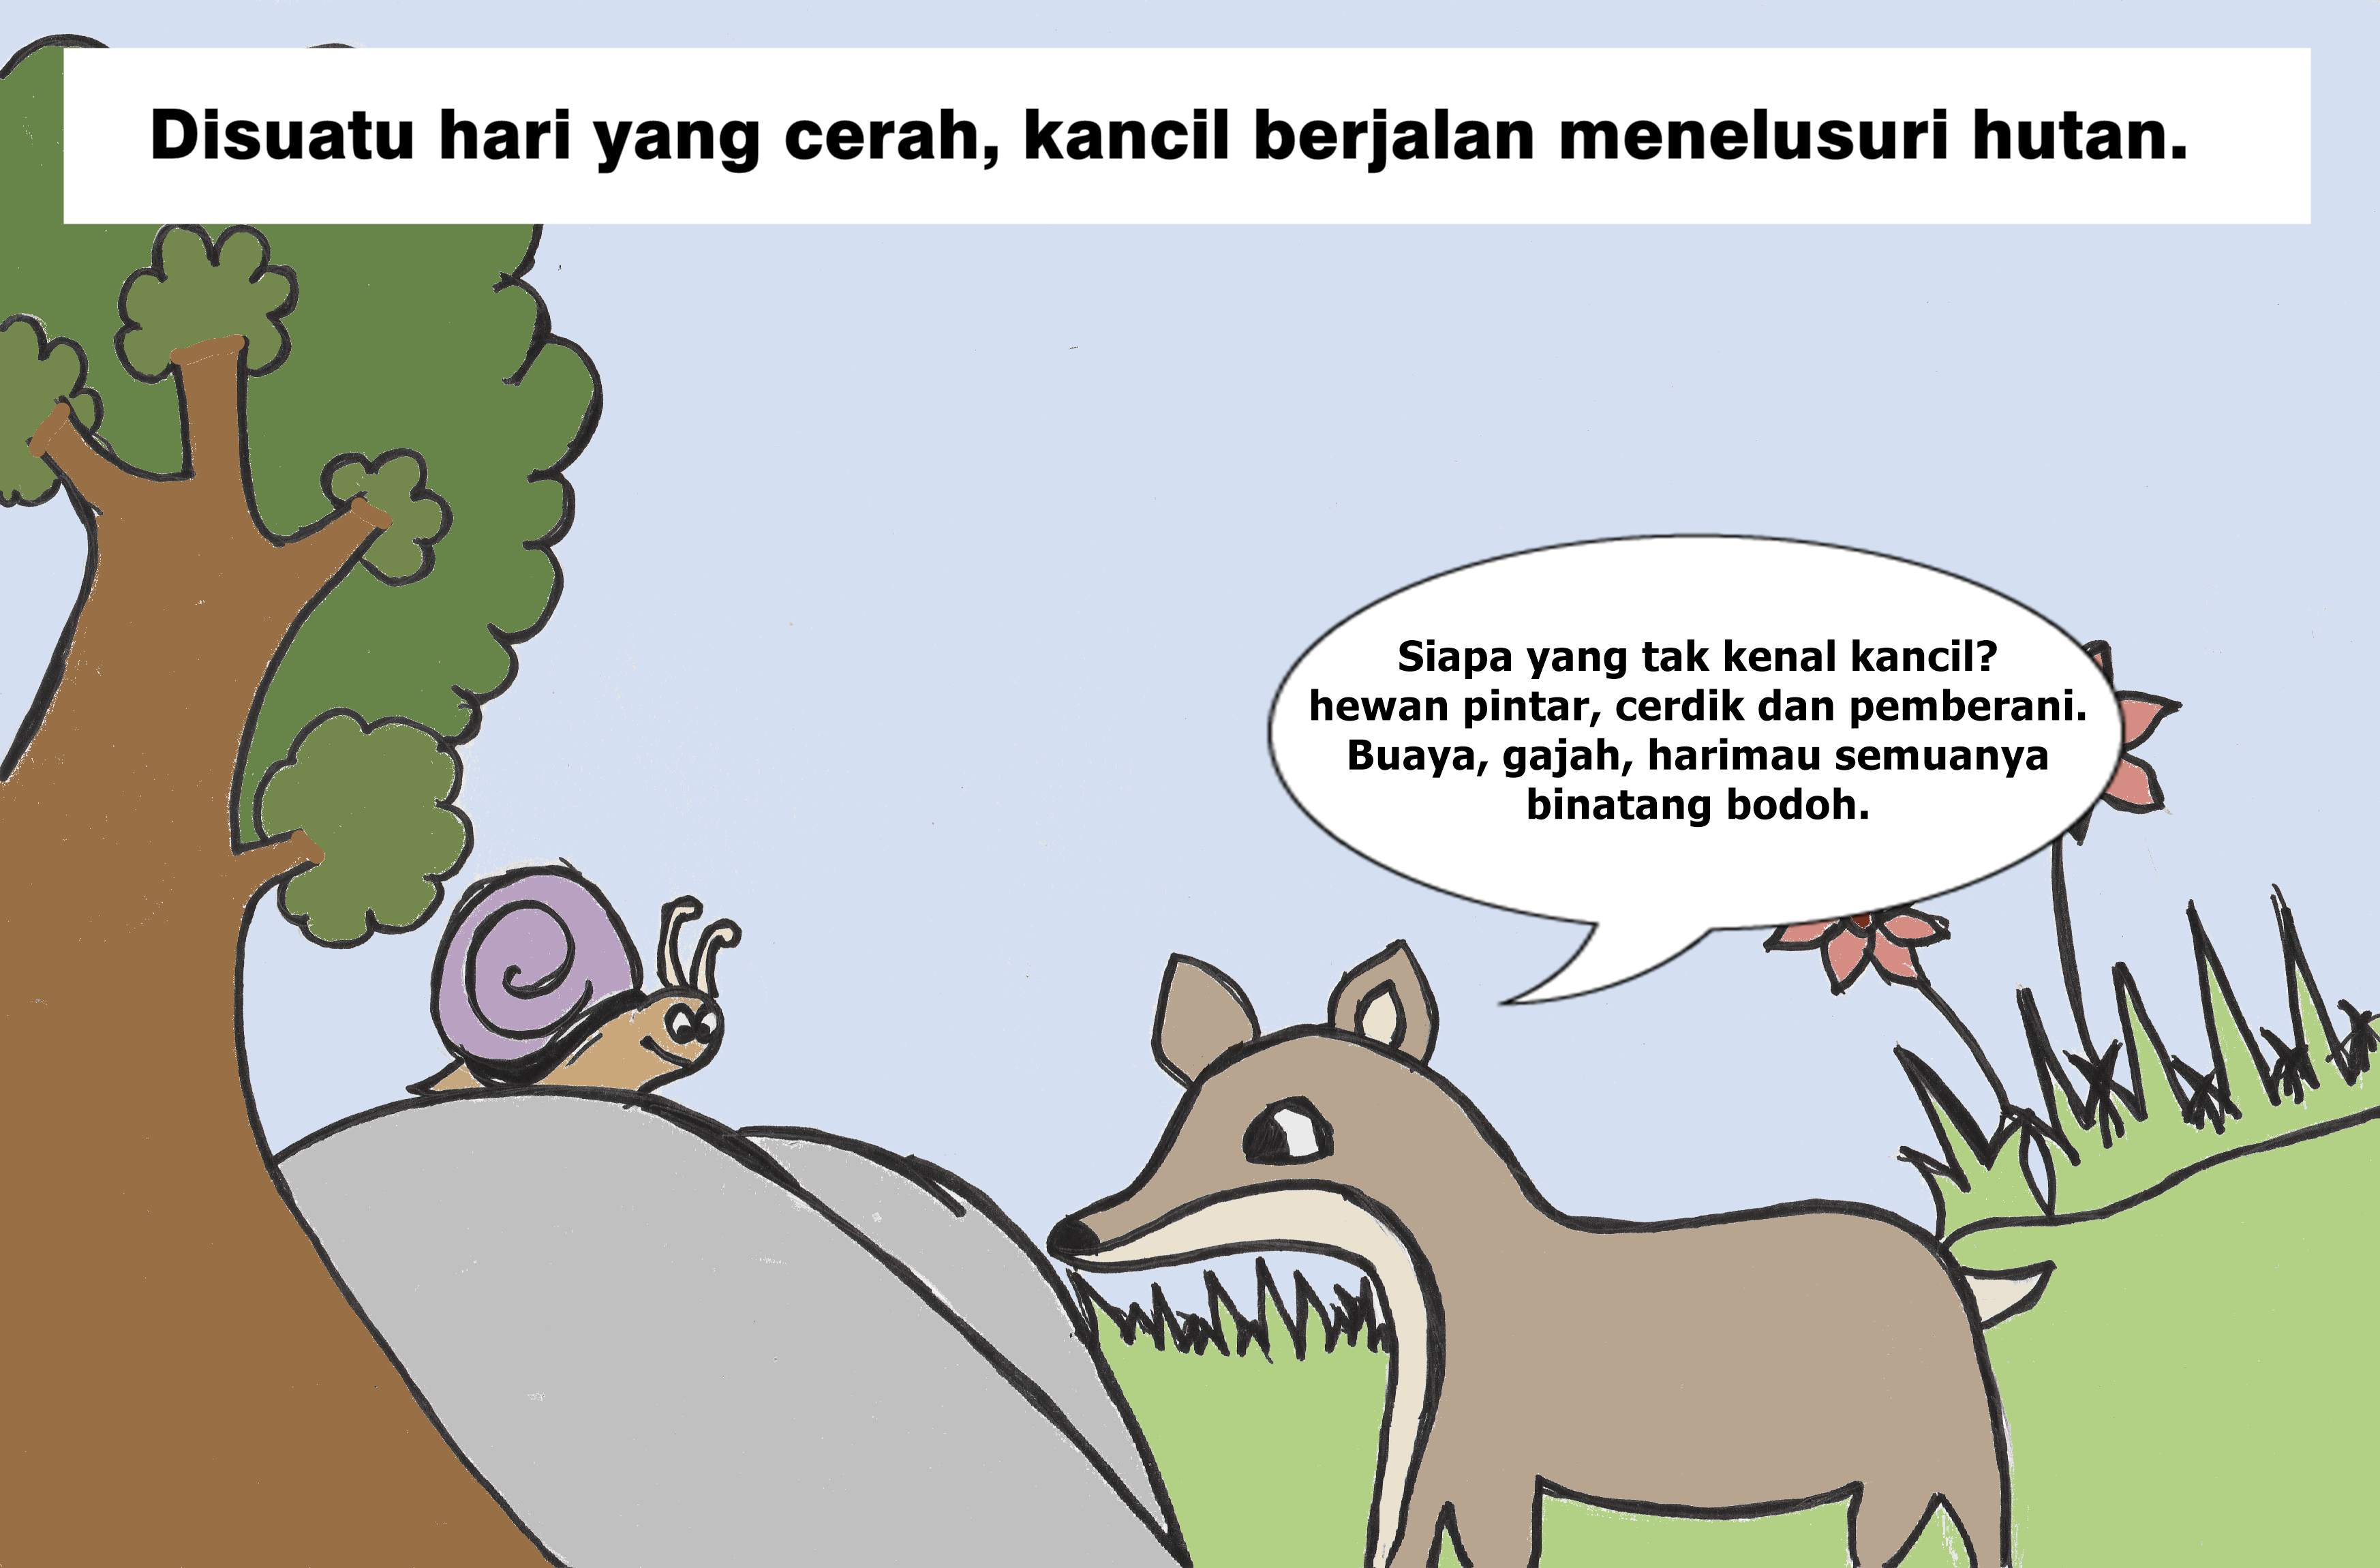 Disuatu hari yang cerah, kancil berjalan menelusuri hutan.
Siapa yang tak kenal kancil?
hewan pintar, cerdik dan pemberani.
Buaya, gajah, harimau semuanya
binatang bodoh.